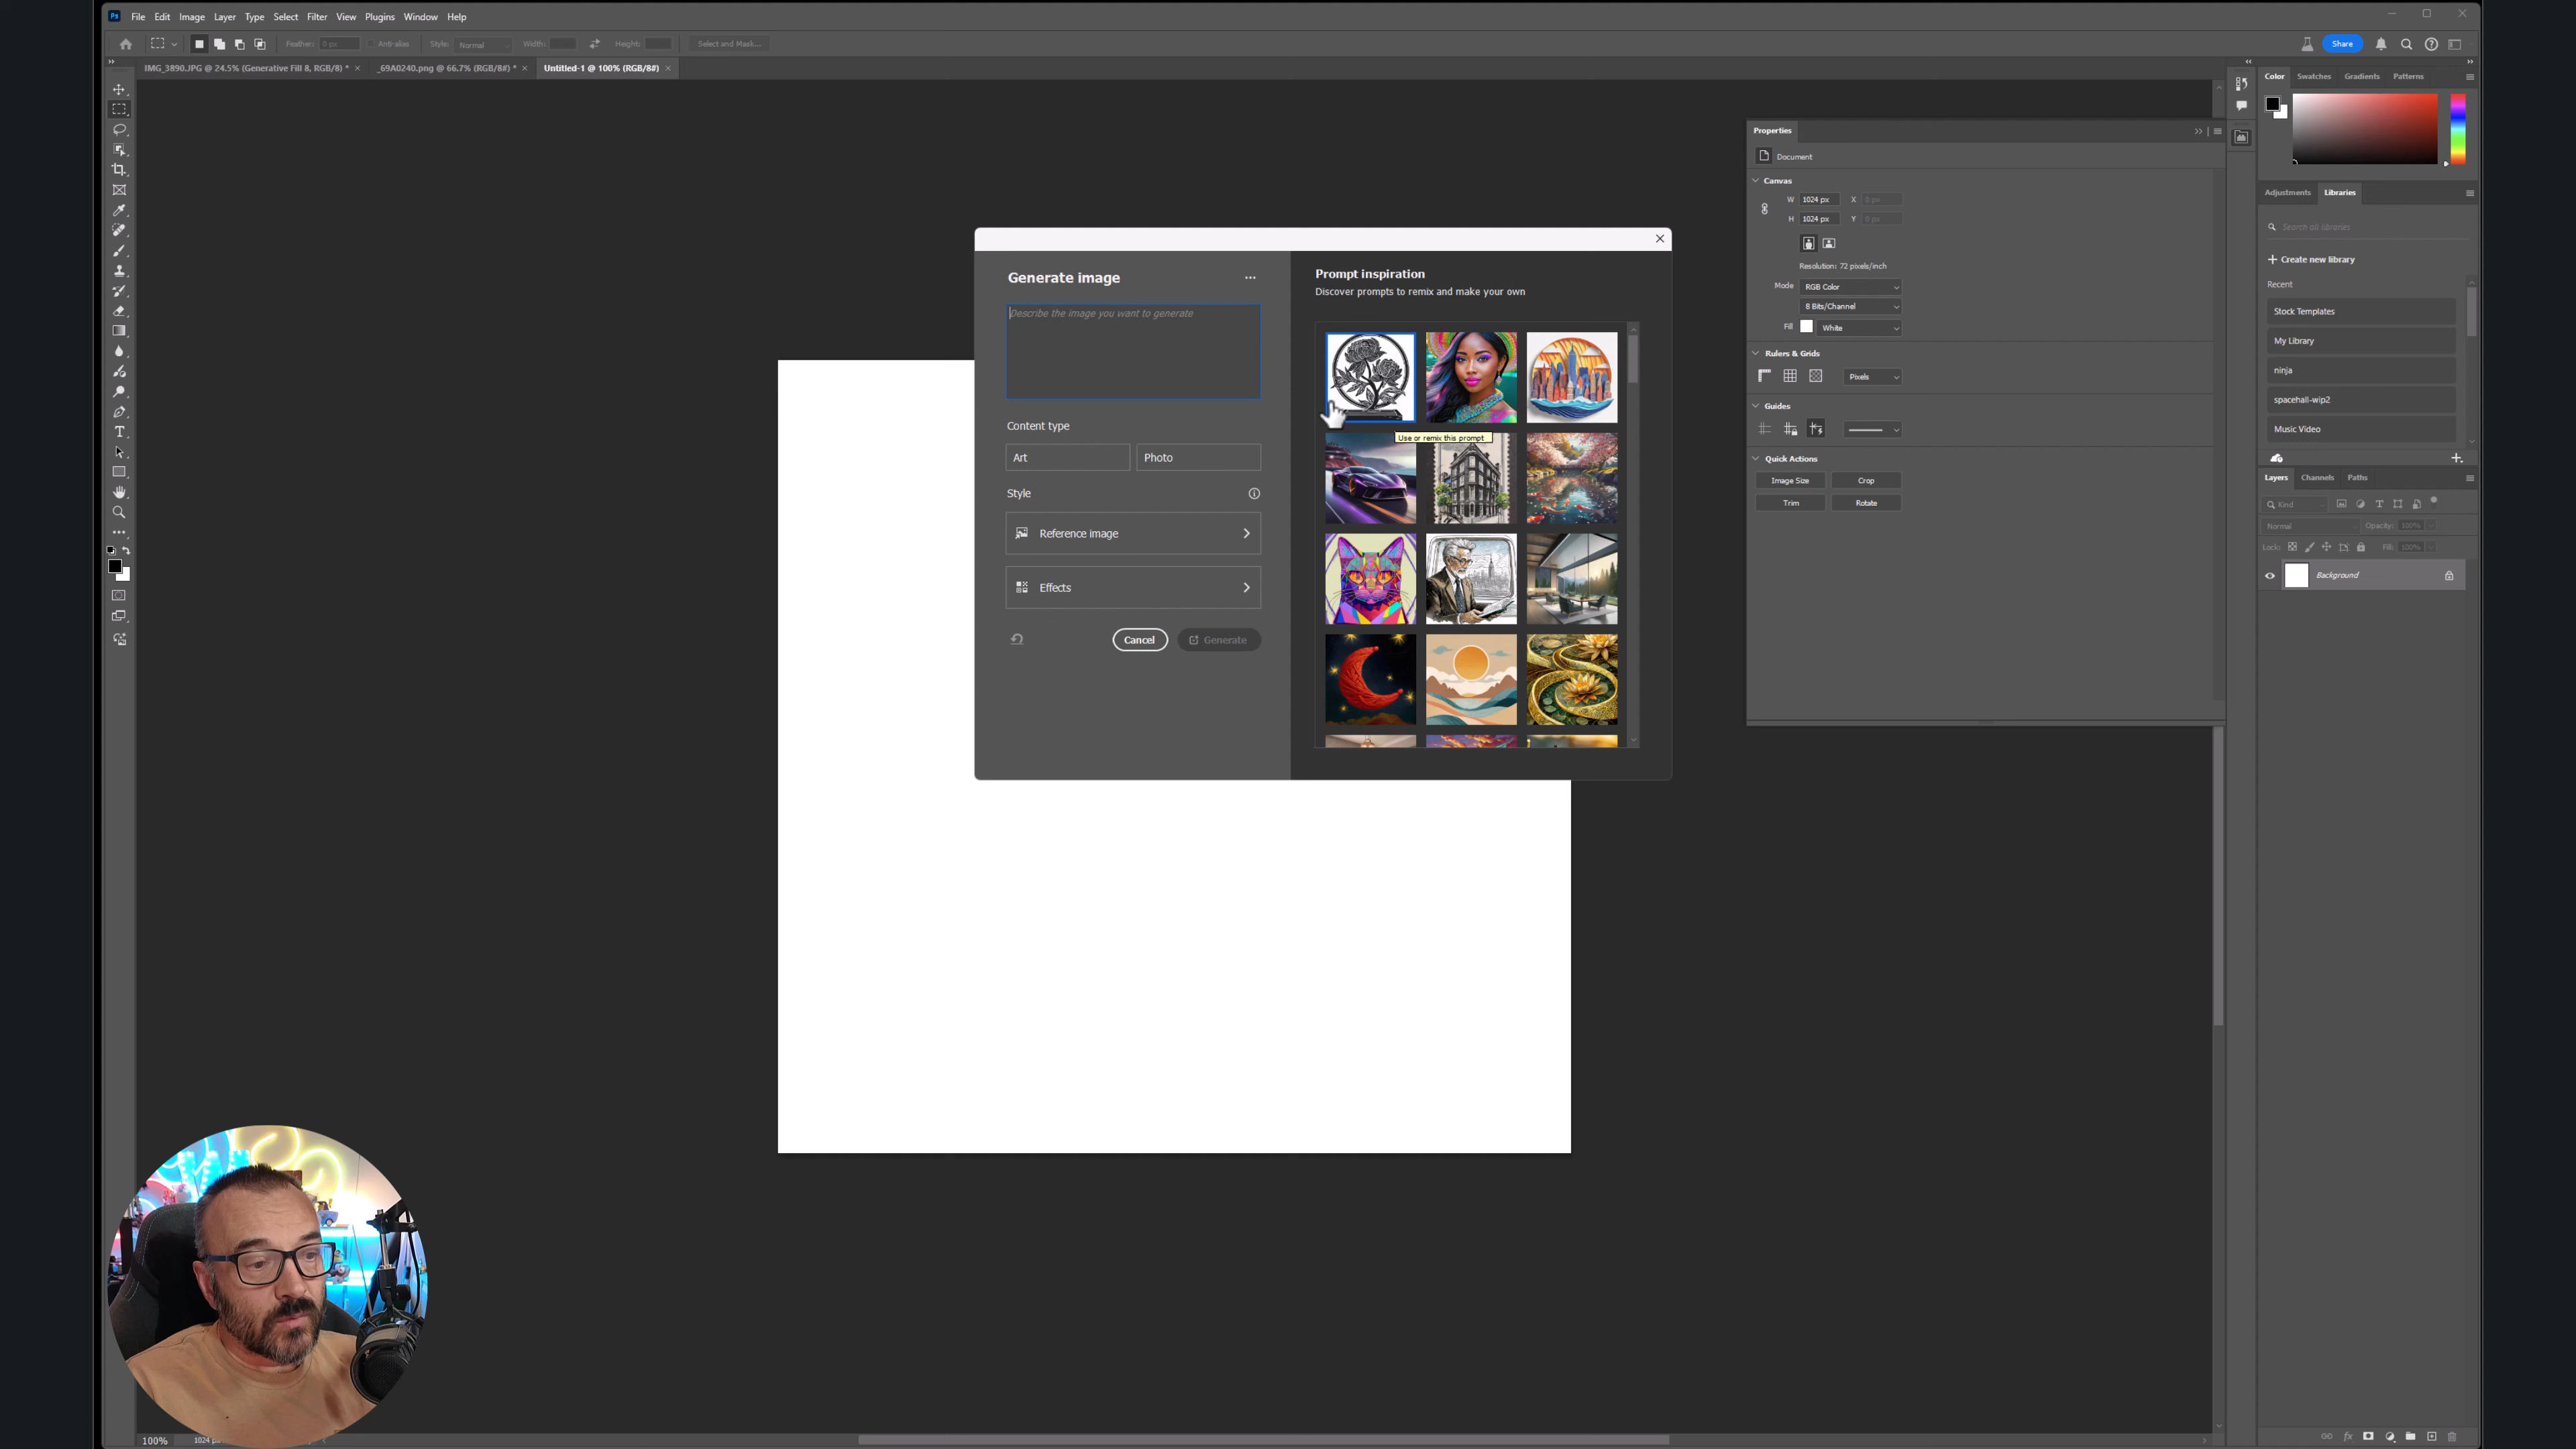 Ps File Edit Image Layer Type Select Filter View Plugins Window Help
Feather: 0 px Anti-alias Style: Normal Width: Height: Select and Mask... Share
IMG_3890.JPG @ 24.5% (Generative Fill 8, RGB/8) * × _69A0240.png @ 66.7% (RGB/8#) * × Untitled-1 @ 100% (RGB/8#) ×
Generate image
Describe the image you want to generate
Content type
Art Photo
Style
Reference image
Effects
Cancel Generate
Prompt inspiration
Discover prompts to remix and make your own
Use or remix this prompt
Properties
Document
Canvas
W 1024 px X 0 px
H 1024 px Y 0 px
Resolution: 72 pixels/inch
Mode RGB Color
8 Bits/Channel
Fill White
Rulers & Grids
Pixels
Guides
Quick Actions
Image Size Crop
Trim Rotate
Color Swatches Gradients Patterns
Adjustments Libraries
Search all libraries
Create new library
Recent
Stock Templates
My Library
ninja
spacehall-wip2
Music Video
Layers Channels Paths
Kind
Normal Opacity: 100%
Lock: Fill: 100%
Background
fx
100% 1024 px